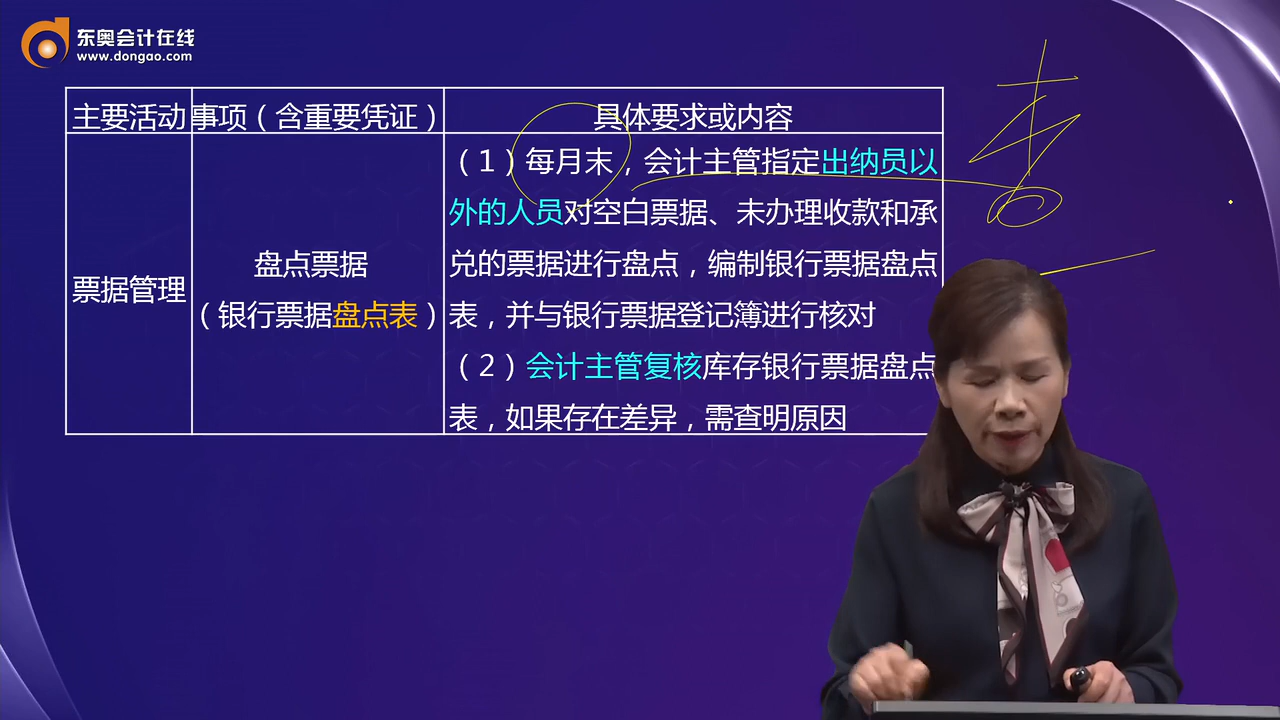 东奥会计在线
www.dongao.com
主要活动 事项（含重要凭证） 具体要求或内容
（1）每月末，会计主管指定出纳员以
外的人员对空白票据、未办理收款和承
盘点票据 兑的票据进行盘点，编制银行票据盘点
票据管理
（银行票据盘点表） 表，并与银行票据登记簿进行核对
（2）会计主管复核库存银行票据盘点
表，如果存在差异，需查明原因